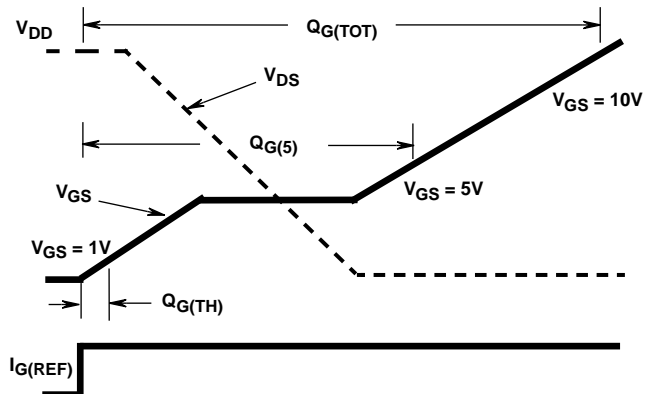 V_DD
Q_G(TOT)
V_DS
V_GS = 10V
Q_G(5)
V_GS = 5V
V_GS
V_GS = 1V
Q_G(TH)
I_G(REF)